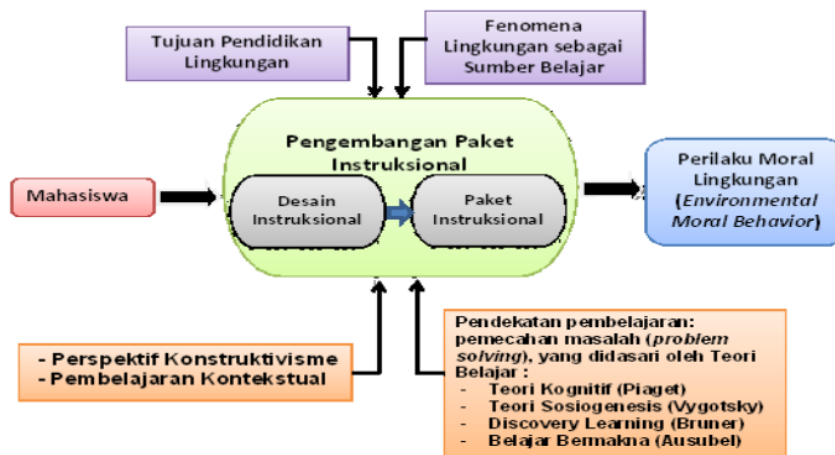 Tujuan Pendidikan
Lingkungan
Fenomena
Lingkungan sebagai
Sumber Belajar
Pengembangan Paket
Instruksional
Mahasiswa
Desain
Instruksional
Paket
Instruksional
Perilaku Moral
Lingkungan
(Environmental
Moral Behavior)
- Perspektif Konstruktivisme
- Pembelajaran Kontekstual
Pendekatan pembelajaran:
pemecahan masalah (problem
solving), yang didasari oleh Teori
Belajar :
- Teori Kognitif (Piaget)
- Teori Sosiogenesis (Vygotsky)
- Discovery Learning (Bruner)
- Belajar Bermakna (Ausubel)